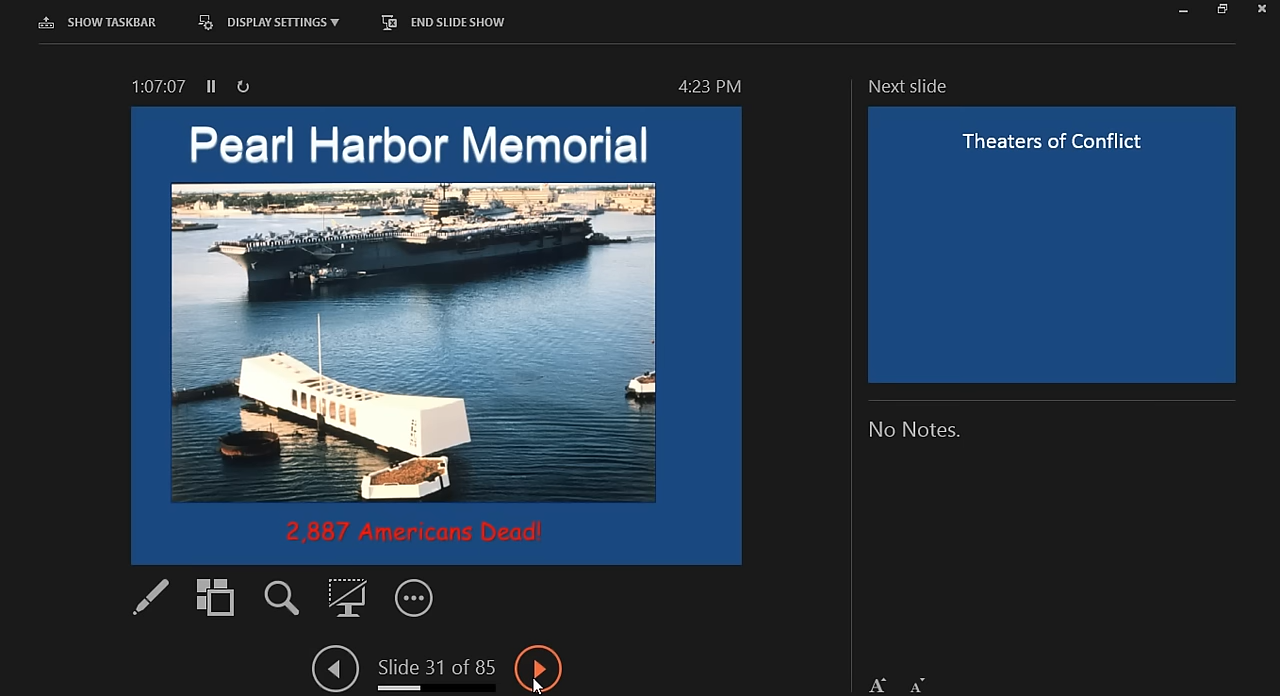 SHOW TASKBAR
DISPLAY SETTINGS
END SLIDE SHOW
1:07:07
4:23 PM
Pearl Harbor Memorial
2,887 Americans Dead!
Slide 31 of 85
Next slide
Theaters of Conflict
No Notes.
A A